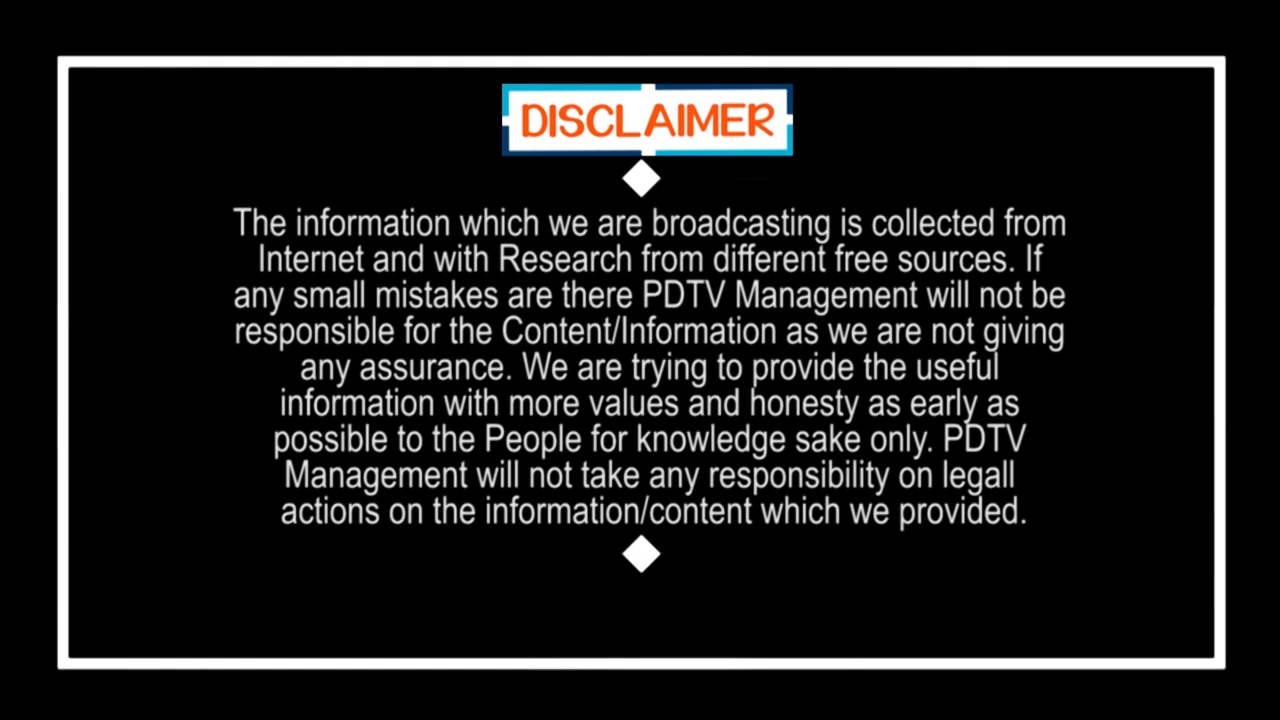 DISCLAIMER
The information which we are broadcasting is collected from
Internet and with Research from different free sources. If
any small mistakes are there PDTV Management will not be
responsible for the Content/Information as we are not giving
any assurance. We are trying to provide the useful
information with more values and honesty as early as
possible to the People for knowledge sake only. PDTV
Management will not take any responsibility on legall
actions on the information/content which we provided.